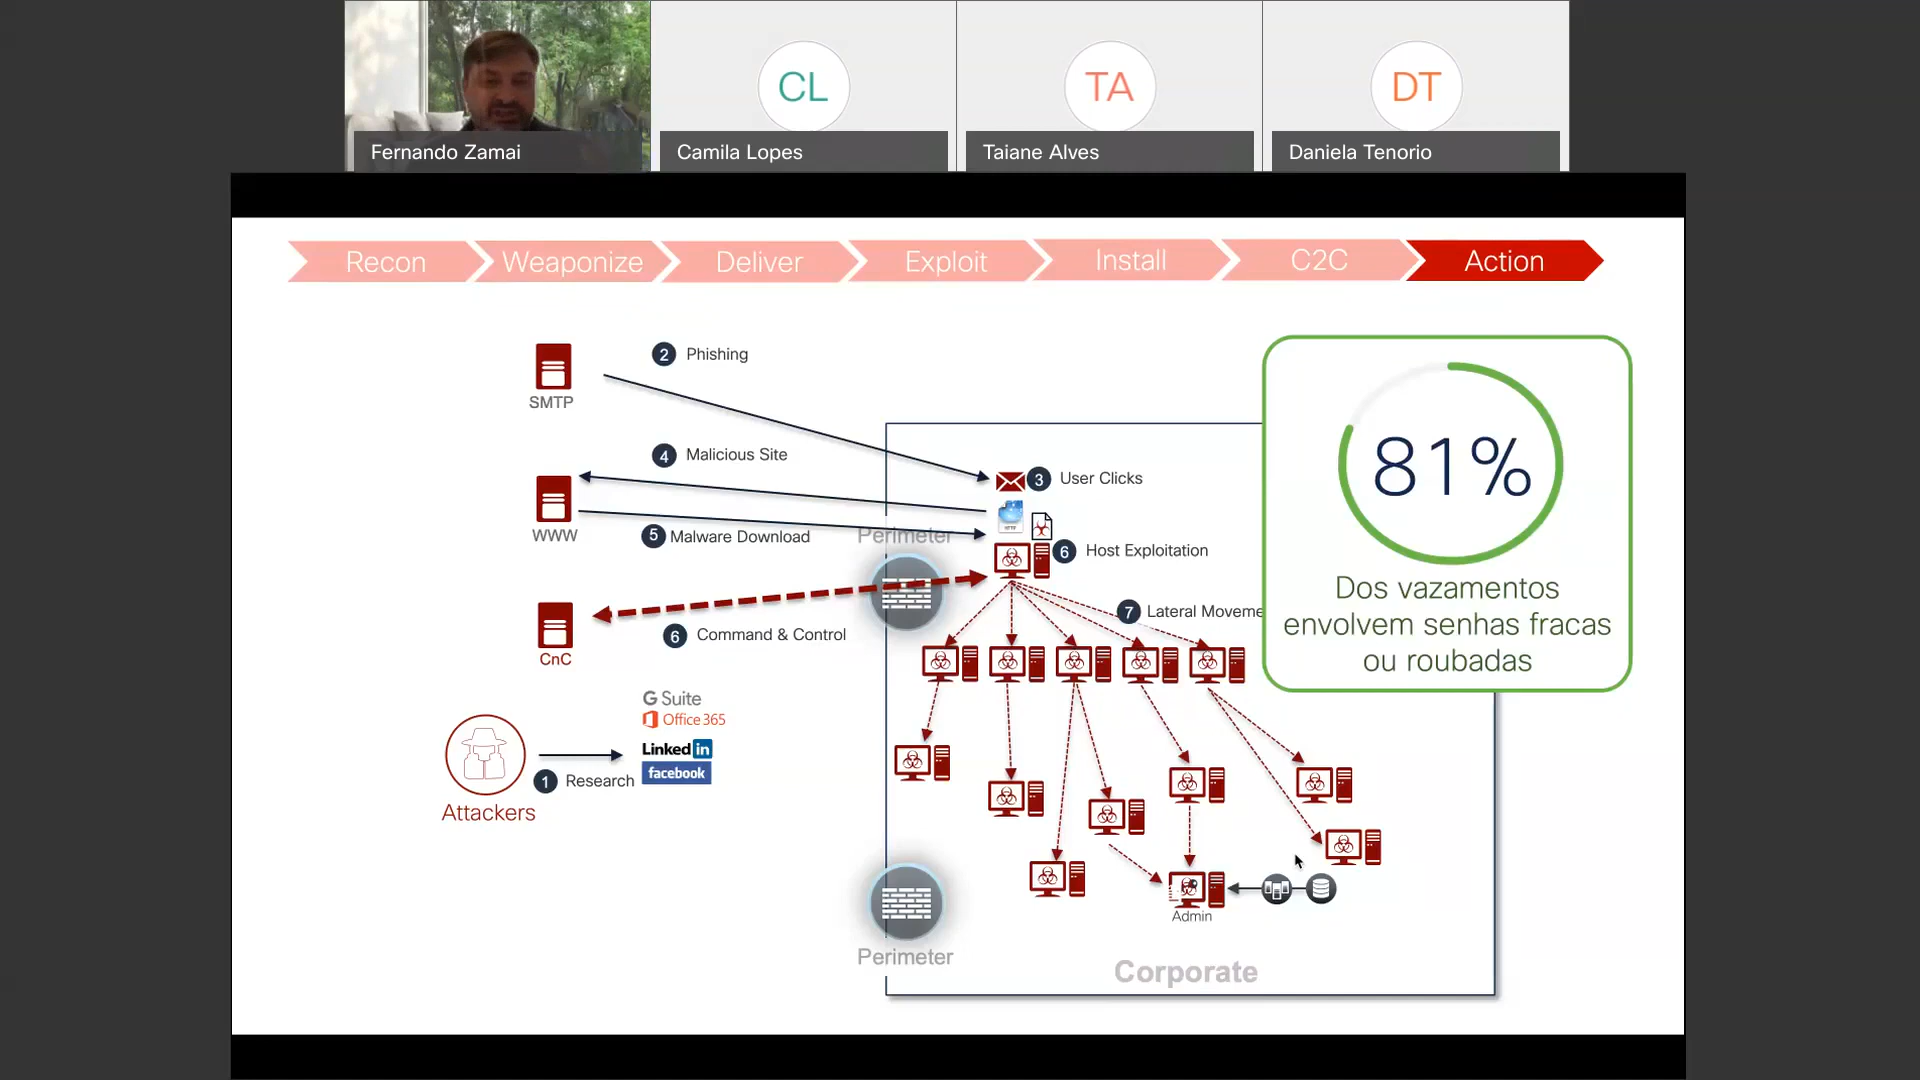 CL
TA
DT
Fernando Zamai
Camila Lopes
Taiane Alves
Daniela Tenorio
Recon
Weaponize
Deliver
Exploit
Install
C2C
Action
SMTP
2 Phishing
4 Malicious Site
3 User Clicks
WWW
5 Malware Download
Perimeter
HTTP
6 Host Exploitation
7 Lateral Moveme
CnC
6 Command & Control
G Suite
Office 365
Linked in
facebook
1 Research
Attackers
Perimeter
Admin
Corporate
81%
Dos vazamentos
envolvem senhas fracas
ou roubadas